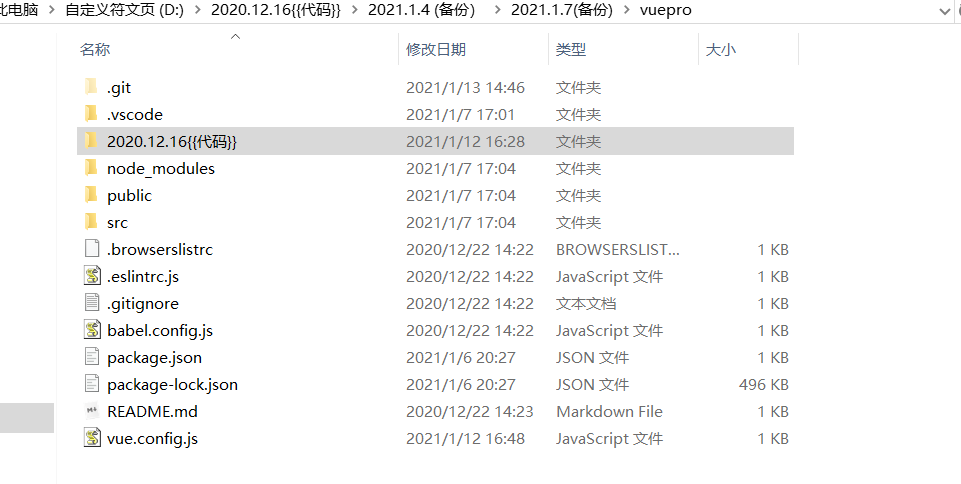 此电脑 > 自定义符文页 (D:) > 2020.12.16{{代码}} > 2021.1.4 (备份) > 2021.1.7(备份) > vuepro
名称 修改日期 类型 大小
.git 2021/1/13 14:46 文件夹
.vscode 2021/1/7 17:01 文件夹
2020.12.16{{代码}} 2021/1/12 16:28 文件夹
node_modules 2021/1/7 17:04 文件夹
public 2021/1/7 17:04 文件夹
src 2021/1/7 17:04 文件夹
.browserslistrc 2020/12/22 14:22 BROWSERSLIST... 1 KB
.eslintrc.js 2020/12/22 14:22 JavaScript 文件 1 KB
.gitignore 2020/12/22 14:22 文本文档 1 KB
babel.config.js 2020/12/22 14:22 JavaScript 文件 1 KB
package.json 2021/1/6 20:27 JSON 文件 1 KB
package-lock.json 2021/1/6 20:27 JSON 文件 496 KB
README.md 2020/12/22 14:23 Markdown File 1 KB
vue.config.js 2021/1/12 16:48 JavaScript 文件 1 KB